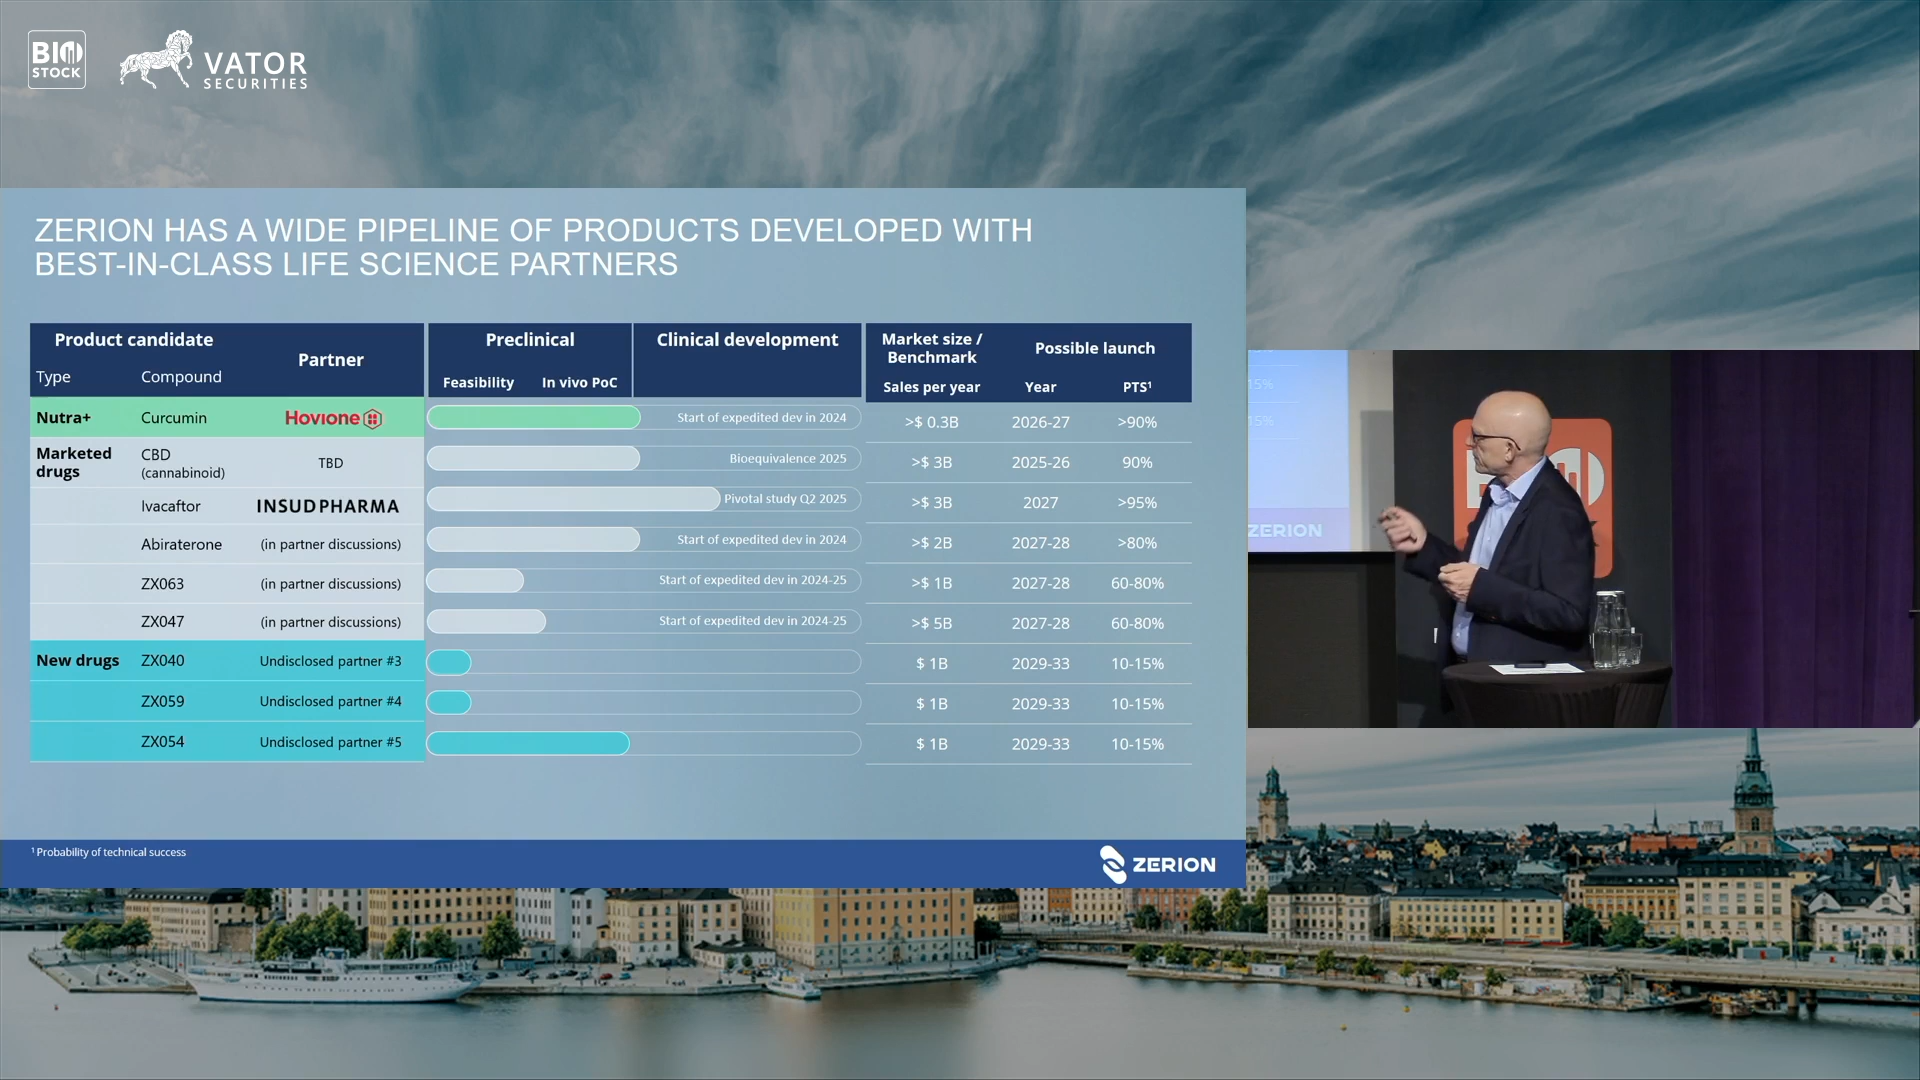 BIO
STOCK
VATOR
SECURITIES
ZERION HAS A WIDE PIPELINE OF PRODUCTS DEVELOPED WITH
BEST-IN-CLASS LIFE SCIENCE PARTNERS
Product candidate
Partner
Type Compound
Preclinical Clinical development
Feasibility In vivo PoC
Market size /
Benchmark
Possible launch
Sales per year Year PTS¹
Nutra+ Curcumin Hovione Start of expedited dev in 2024 >$ 0.3B 2026-27 >90%
Marketed
drugs
CBD
(cannabinoid)
TBD Bioequivalence 2025 >$ 3B 2025-26 90%
Ivacaftor INSUDPHARMA Pivotal study Q2 2025 >$ 3B 2027 >95%
Abiraterone (in partner discussions) Start of expedited dev in 2024 >$ 2B 2027-28 >80%
ZX063 (in partner discussions) Start of expedited dev in 2024-25 >$ 1B 2027-28 60-80%
ZX047 (in partner discussions) Start of expedited dev in 2024-25 >$ 5B 2027-28 60-80%
New drugs ZX040 Undisclosed partner #3 $ 1B 2029-33 10-15%
ZX059 Undisclosed partner #4 $ 1B 2029-33 10-15%
ZX054 Undisclosed partner #5 $ 1B 2029-33 10-15%
¹ Probability of technical success
ZERION
15%
15%
ZERION